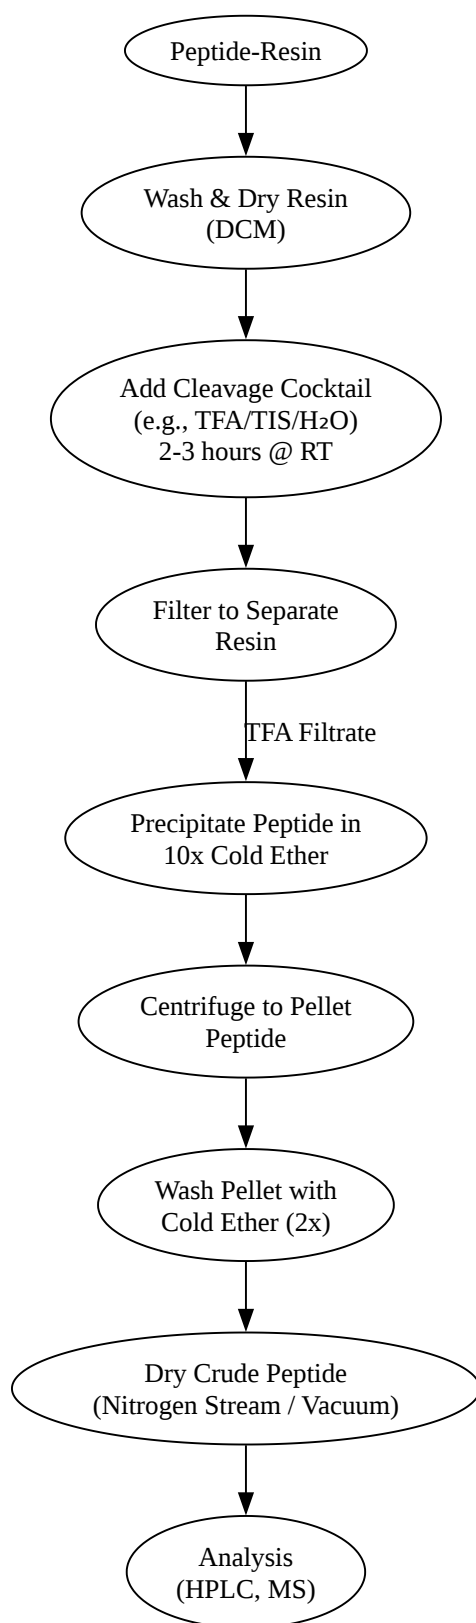 Peptide-Resin
Wash & Dry Resin
(DCM)
Add Cleavage Cocktail
(e.g., TFA/TIS/H₂O)
2-3 hours @ RT
Filter to Separate
Resin
TFA Filtrate
Precipitate Peptide in
10x Cold Ether
Centrifuge to Pellet
Peptide
Wash Pellet with
Cold Ether (2x)
Dry Crude Peptide
(Nitrogen Stream / Vacuum)
Analysis
(HPLC, MS)